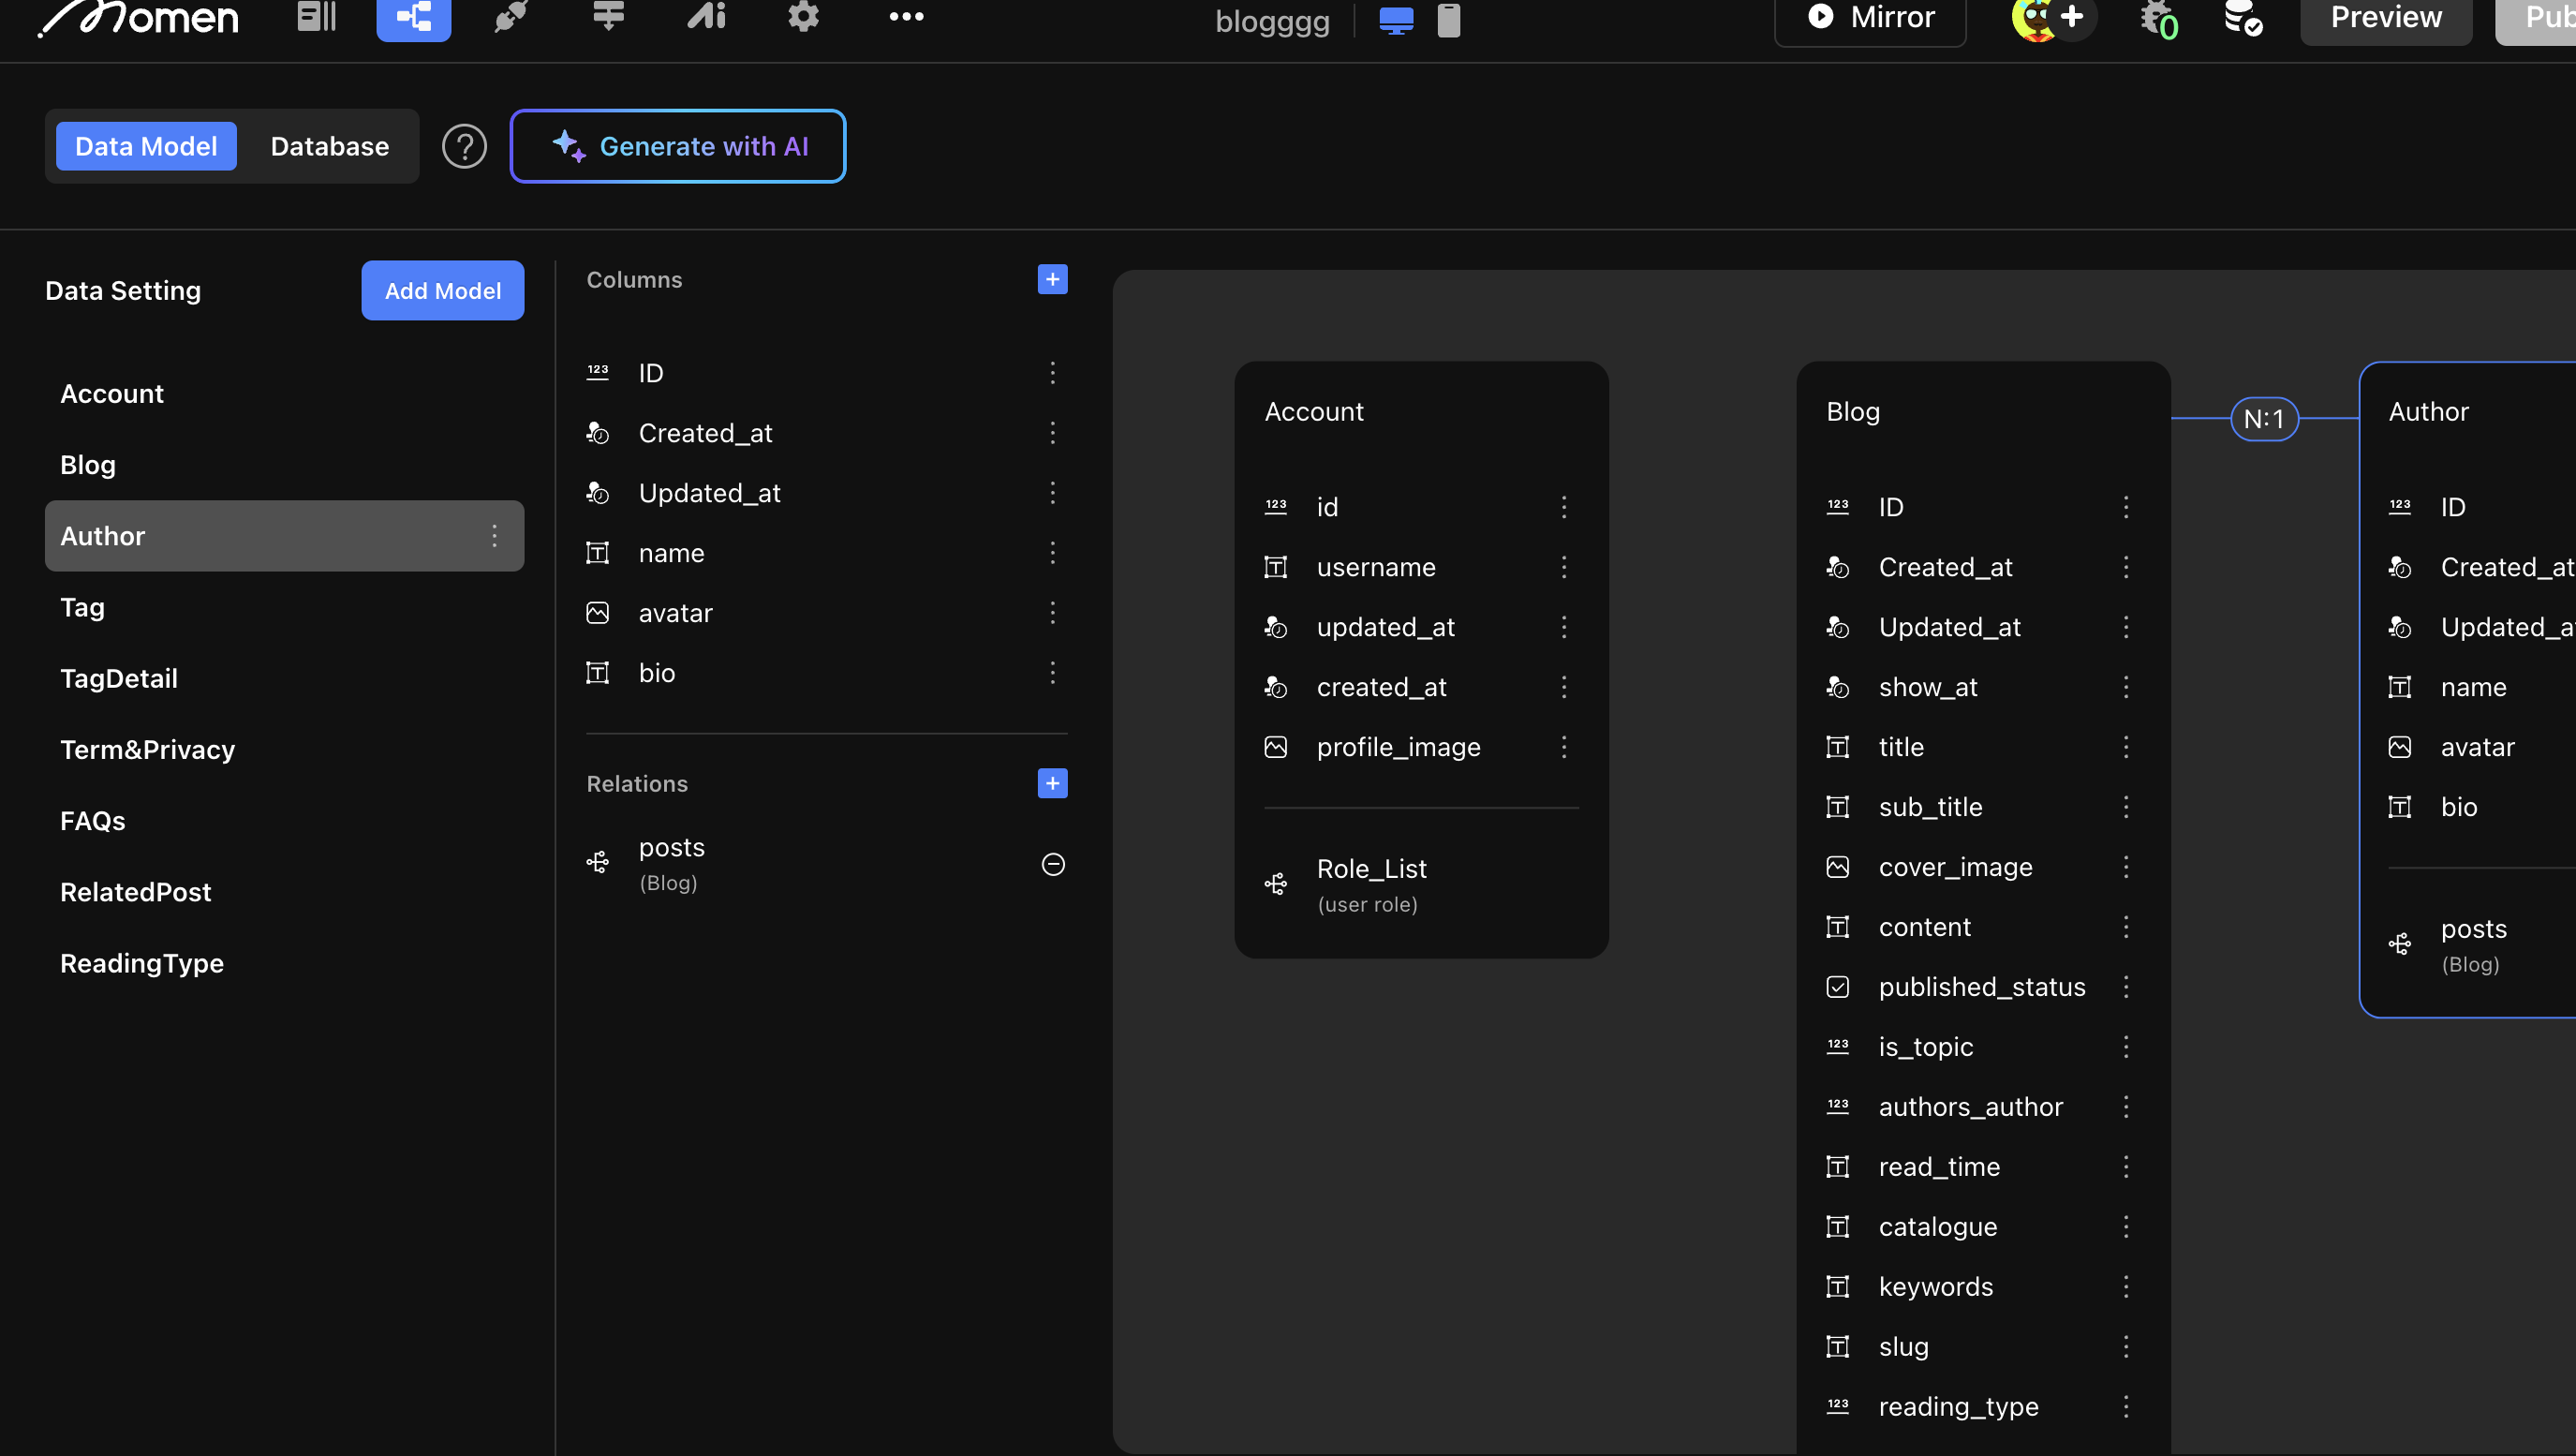 Momen
blogggg
Mirror
0
Preview
Pub
Data Model
Database
?
Generate with AI
Data Setting
Add Model
Account
Blog
Author
Tag
TagDetail
Term&Privacy
FAQs
RelatedPost
ReadingType
Columns
123 ID
Created_at
Updated_at
T name
avatar
T bio
Relations
posts
(Blog)
Account
123 id
T username
updated_at
created_at
profile_image
Role_List
(user role)
Blog
123 ID
Created_at
Updated_at
show_at
T title
T sub_title
cover_image
T content
published_status
123 is_topic
123 authors_author
T read_time
T catalogue
T keywords
T slug
123 reading_type
N:1
Author
123 ID
Created_at
Updated_at
T name
avatar
T bio
posts
(Blog)